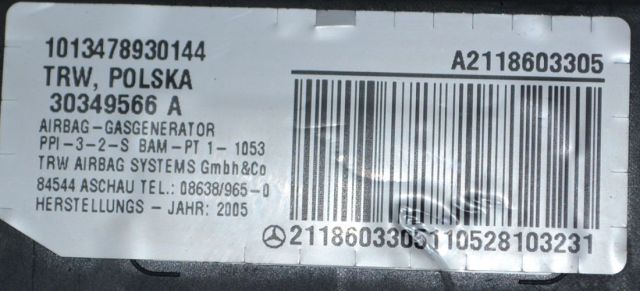 1013478930144
TRW, POLSKA
30349566 A
AIRBAG-GASGENERATOR
PPI-3-2-S BAM-PT 1- 1053
TRW AIRBAG SYSTEMS GmbH&Co
84544 ASCHAU TEL.: 08638/965-0
HERSTELLUNGS - JAHR: 2005
A2118603305
2118603305110528103231